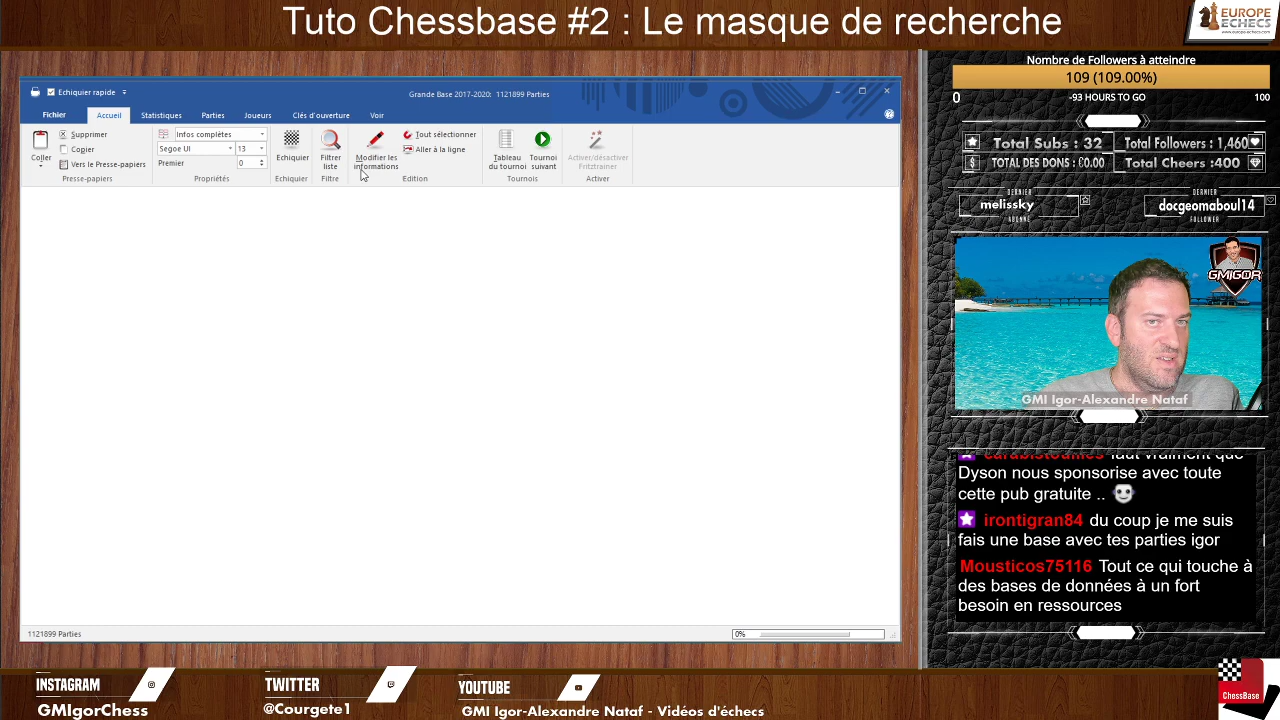 Tuto Chessbase #2 : Le masque de recherche
EUROPE
ECHECS
www.europe-echecs.com
Echiquier rapide
Grande Base 2017-2020: 1121899 Parties
Fichier
Accueil
Statistiques
Parties
Joueurs
Clés d'ouverture
Voir
Coller
Supprimer
Copier
Vers le Presse-papiers
Presse-papiers
Infos complètes
Segoe UI
13
Premier
0
Propriétés
Echiquier
Echiquier
Filtrer
liste
Filtre
Modifier les
informations
Tout sélectionner
Aller à la ligne
Edition
Tableau
du tournoi
Tournoi
suivant
Tournois
Activer/désactiver
Fritztrainer
Activer
1121899 Parties
0%
Nombre de Followers à atteindre
109 (109.00%)
0
-93 HOURS TO GO
100
Total Subs : 32
Total Followers : 1,460
TOTAL DES DONS : £0.00
Total Cheers :400
DERNIER
melissky
ABONNÉ
DERNIER
docgeomaboul14
FOLLOWER
GMIGOR
GMI Igor-Alexandre Nataf
carabistouilles faut vraiment que
Dyson nous sponsorise avec toute
cette pub gratuite ..
irontigran84 du coup je me suis
fais une base avec tes parties igor
Mousticos75116 Tout ce qui touche à
des bases de données à un fort
besoin en ressources
INSTAGRAM
GMIgorChess
TWITTER
@Courgete1
YOUTUBE
GMI Igor-Alexandre Nataf - Vidéos d'échecs
ChessBase